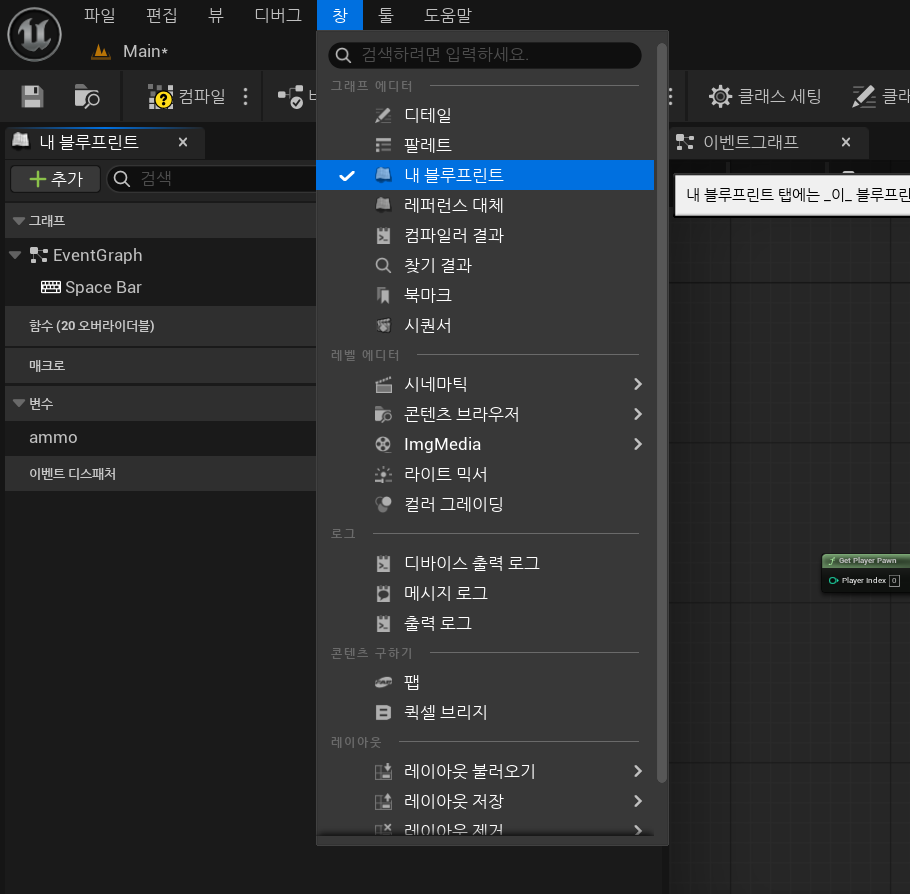 파일 편집 뷰 디버그 창 툴 도움말
Main*
컴파일
클래스 세팅
내 블루프린트
이벤트그래프
추가
검색
그래프
EventGraph
Space Bar
함수 (20 오버라이더블)
매크로
변수
ammo
이벤트 디스패처
검색하려면 입력하세요.
그래프 에디터
디테일
팔레트
내 블루프린트
레퍼런스 대체
컴파일러 결과
찾기 결과
북마크
시퀀서
레벨 에디터
시네마틱
콘텐츠 브라우저
ImgMedia
라이트 믹서
컬러 그레이딩
로그
디바이스 출력 로그
메시지 로그
출력 로그
콘텐츠 구하기
팹
퀵셀 브리지
레이아웃
레이아웃 불러오기
레이아웃 저장
레이아웃 제거
내 블루프린트 탭에는 _이_ 블루프린
Get Player Pawn
Player Index 0